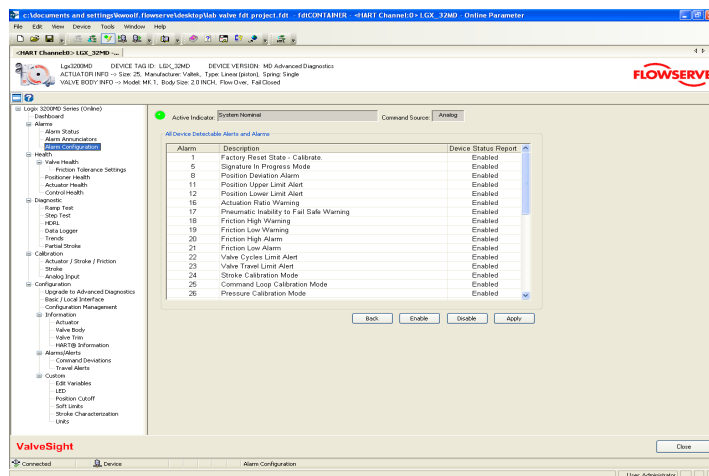 c:\documents and settings\kwoolf.flowserve\desktop\lab valve fdt project.fdt - fdtCONTAINER - <HART Channel:0> LGX_32MD - Online Parameter
File Edit View Device Tools Window Help
<HART Channel:0> LGX_32MD -...
Lgx3200MD DEVICE TAG ID: LGX_32MD DEVICE VERSION: MD Advanced Diagnostics
ACTUATOR INFO --> Size: 25, Manufacturer: Valtek, Type: Linear (piston), Spring: Single
VALVE BODY INFO --> Model: MK 1, Body Size: 2.0 INCH, Flow Over, Fail Closed
FLOWSERVE
Logix 3200MD Series (Online)
Dashboard
Alarms
Alarm Status
Alarm Annunciators
Alarm Configuration
Health
Valve Health
Friction Tolerance Settings
Positioner Health
Actuator Health
Control Health
Diagnostic
Ramp Test
Step Test
HDRL
Data Logger
Trends
Partial Stroke
Calibration
Actuator / Stroke / Friction
Stroke
Analog Input
Configuration
Upgrade to Advanced Diagnostics
Basic / Local Interface
Configuration Management
Information
Actuator
Valve Body
Valve Trim
HART® Information
Alarms/Alerts
Command Deviations
Travel Alerts
Custom
Edit Variables
LED
Position Cutoff
Soft Limits
Stroke Characterization
Units
Active Indicator System Nominal Command Source: Analog
All Device Detectable Alerts and Alarms
Alarm Description Device Status Report
1 Factory Reset State - Calibrate. Enabled
5 Signature In Progress Mode Enabled
8 Position Deviation Alarm Enabled
11 Position Upper Limit Alert Enabled
12 Position Lower Limit Alert Enabled
16 Actuation Ratio Warning Enabled
17 Pneumatic Inability to Fail Safe Warning Enabled
18 Friction High Warning Enabled
19 Friction Low Warning Enabled
20 Friction High Alarm Enabled
21 Friction Low Alarm Enabled
22 Valve Cycles Limit Alert Enabled
23 Valve Travel Limit Alert Enabled
24 Stroke Calibration Mode Enabled
25 Command Loop Calibration Mode Enabled
26 Pressure Calibration Mode Enabled
Back Enable Disable Apply
ValveSight
Close
Connected Device Alarm Configuration
User: Administrator